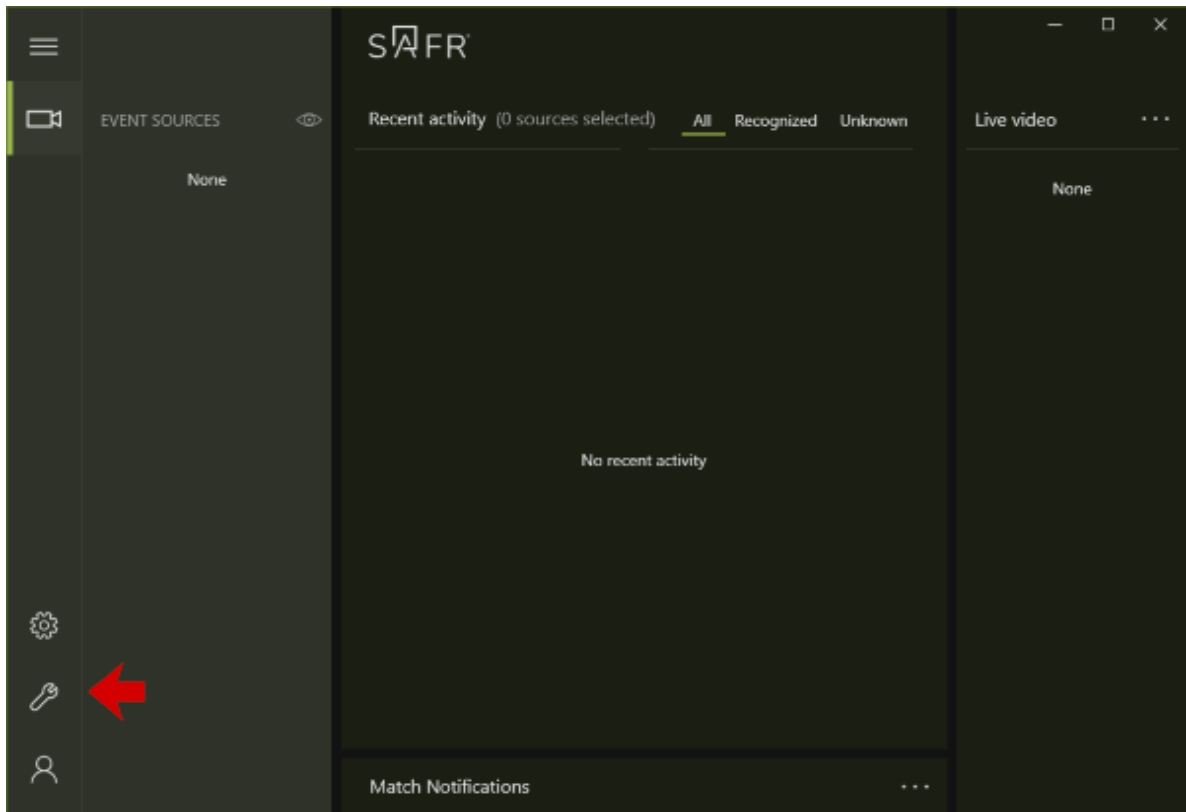 SAFR
EVENT SOURCES
None
Recent activity (0 sources selected)
All Recognized Unknown
No recent activity
Match Notifications
Live video
None